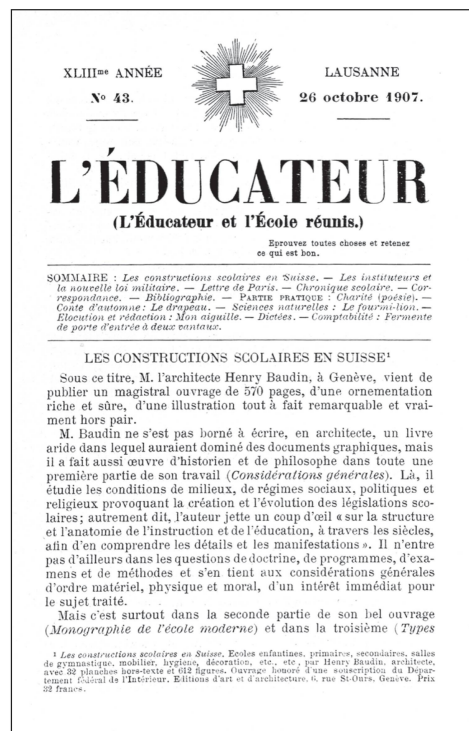 XLIIIme ANNÉE
LAUSANNE
No 43.
26 octobre 1907.
L'ÉDUCATEUR
(L'Éducateur et l'École réunis.)
Eprouvez toutes choses et retenez
ce qui est bon.
SOMMAIRE : Les constructions scolaires en Suisse. — Les instituteurs et
la nouvelle loi militaire. — Lettre de Paris. — Chronique scolaire. — Cor-
respondance. — Bibliographie. — PARTIE PRATIQUE : Charité (poésie). —
Conte d'automne : Le drapeau. — Sciences naturelles : Le fourmi-lion. —
Elocution et rédaction : Mon aiguille. — Dictées. — Comptabilité : Fermente
de porte d'entrée à deux vantaux.
LES CONSTRUCTIONS SCOLAIRES EN SUISSE1
Sous ce titre, M. l'architecte Henry Baudin, à Genève, vient de
publier un magistral ouvrage de 570 pages, d'une ornementation
riche et sûre, d'une illustration tout à fait remarquable et vrai-
ment hors pair.
M. Baudin ne s'est pas borné à écrire, en architecte, un livre
aride dans lequel auraient dominé des documents graphiques, mais
il a fait aussi œuvre d'historien et de philosophe dans toute une
première partie de son travail (Considérations générales). Là, il
étudie les conditions de milieux, de régimes sociaux, politiques et
religieux provoquant la création et l'évolution des législations sco-
laires; autrement dit, l'auteur jette un coup d'œil « sur la structure
et l'anatomie de l'instruction et de l'éducation, à travers les siècles,
afin d'en comprendre les détails et les manifestations ». Il n'entre
pas d'ailleurs dans les questions de doctrine, de programmes, d'exa-
mens et de méthodes et s'en tient aux considérations générales
d'ordre matériel, physique et moral, d'un intérêt immédiat pour
le sujet traité.
Mais c'est surtout dans la seconde partie de son bel ouvrage
(Monographie de l'école moderne) et dans la troisième (Types
1 Les constructions scolaires en Suisse. Ecoles enfantines, primaires, secondaires, salles
de gymnastique, mobilier, hygiène, décoration, etc., etc., par Henry Baudin, architecte,
avec 32 planches hors-texte et 612 figures. Ouvrage honoré d'une souscription du Dépar-
tement fédéral de l'Intérieur. Editions d'art et d'architecture, 6, rue St-Ours, Genève. Prix
32 francs.